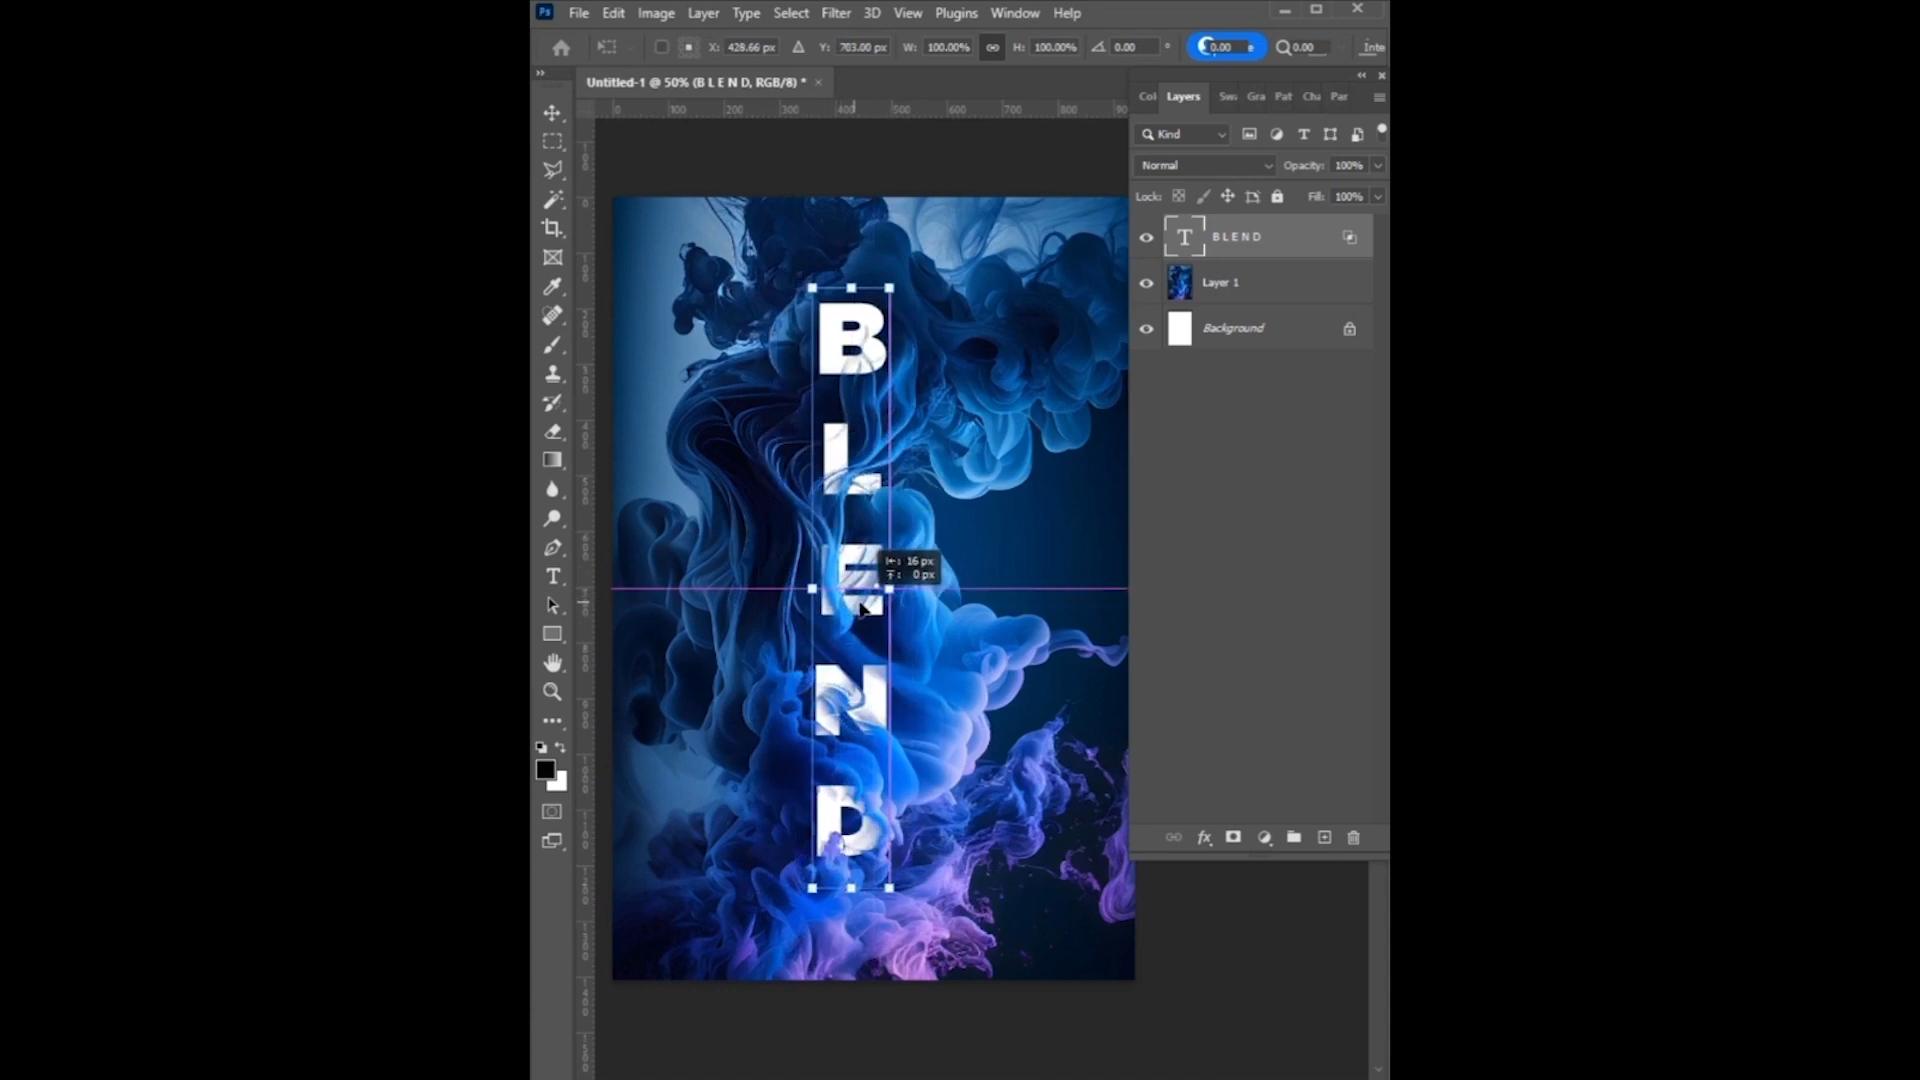 Ps File Edit Image Layer Type Select Filter 3D View Plugins Window Help
X: 428.66 px Y: 703.00 px W: 100.00% H: 100.00% 0.00 ° 0.00 0.00 Inte
Untitled-1 @ 50% (B L E N D, RGB/8) * ×
Col Layers Swa Gra Pat Cha Par
0 100 200 300 400 500 600 700 800 90
Kind
Normal Opacity: 100%
Lock: Fill: 100%
T B L E N D
Layer 1
Background
B
L
E
N
D
16 px
0 px
fx